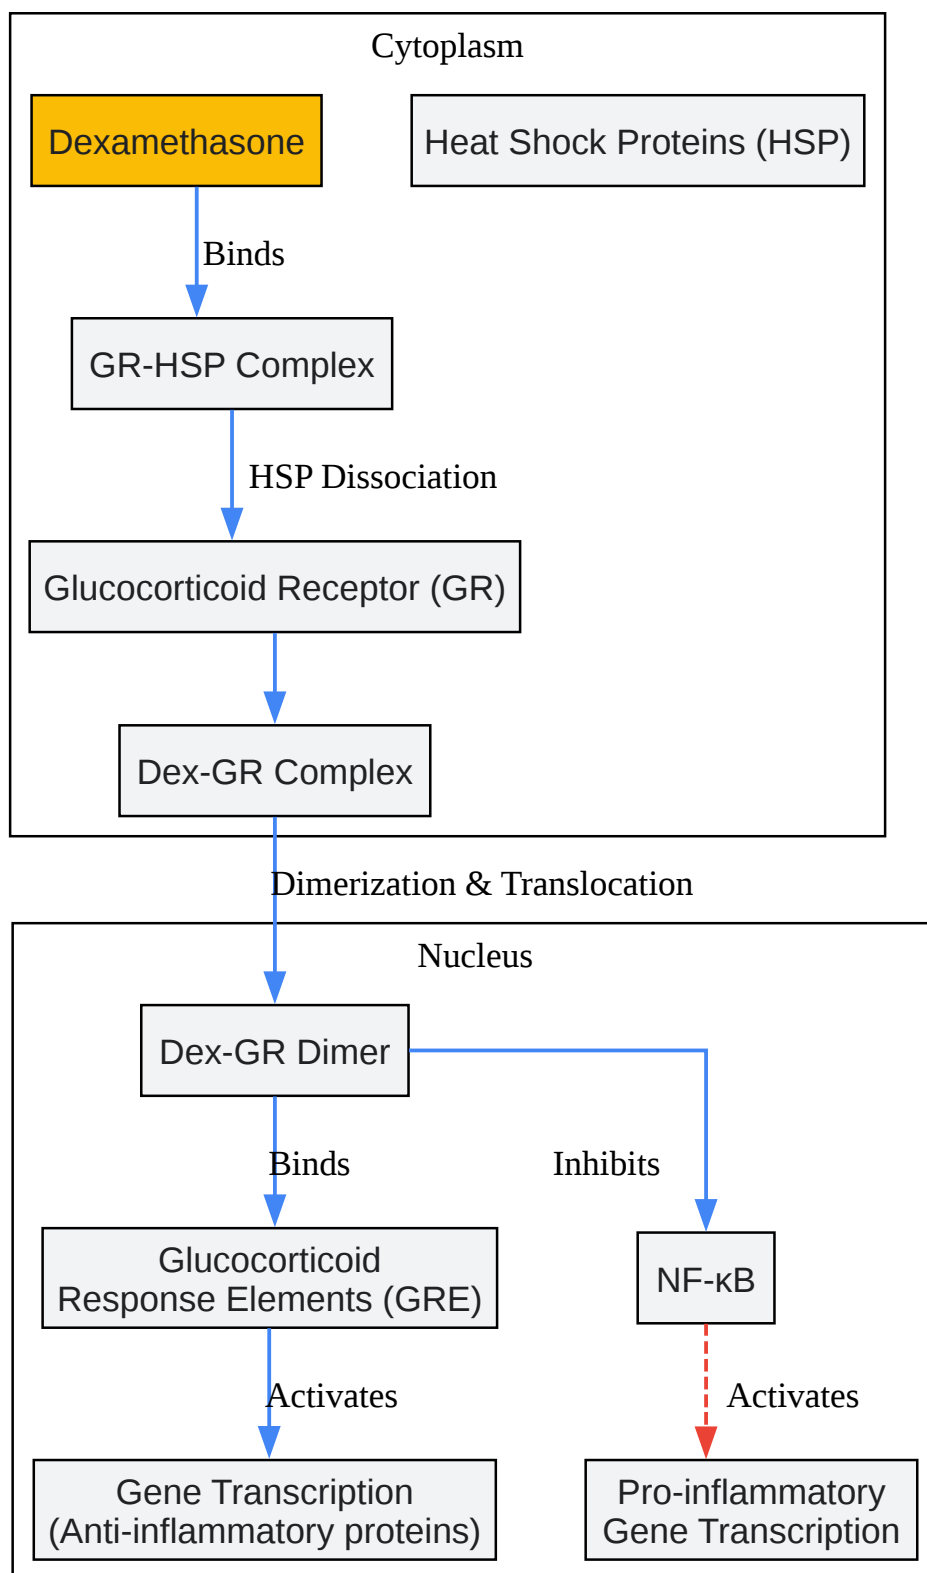 Cytoplasm
Dexamethasone
Heat Shock Proteins (HSP)
Binds
GR-HSP Complex
HSP Dissociation
Glucocorticoid Receptor (GR)
Dex-GR Complex
Dimerization & Translocation
Nucleus
Dex-GR Dimer
Binds
Inhibits
Glucocorticoid
Response Elements (GRE)
NF-κB
Activates
Activates
Gene Transcription
(Anti-inflammatory proteins)
Pro-inflammatory
Gene Transcription